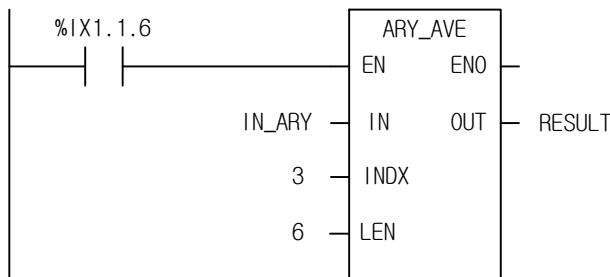 %IX1.1.6
ARY_AVE
EN ENO
IN_ARY IN OUT RESULT
3 INDX
6 LEN